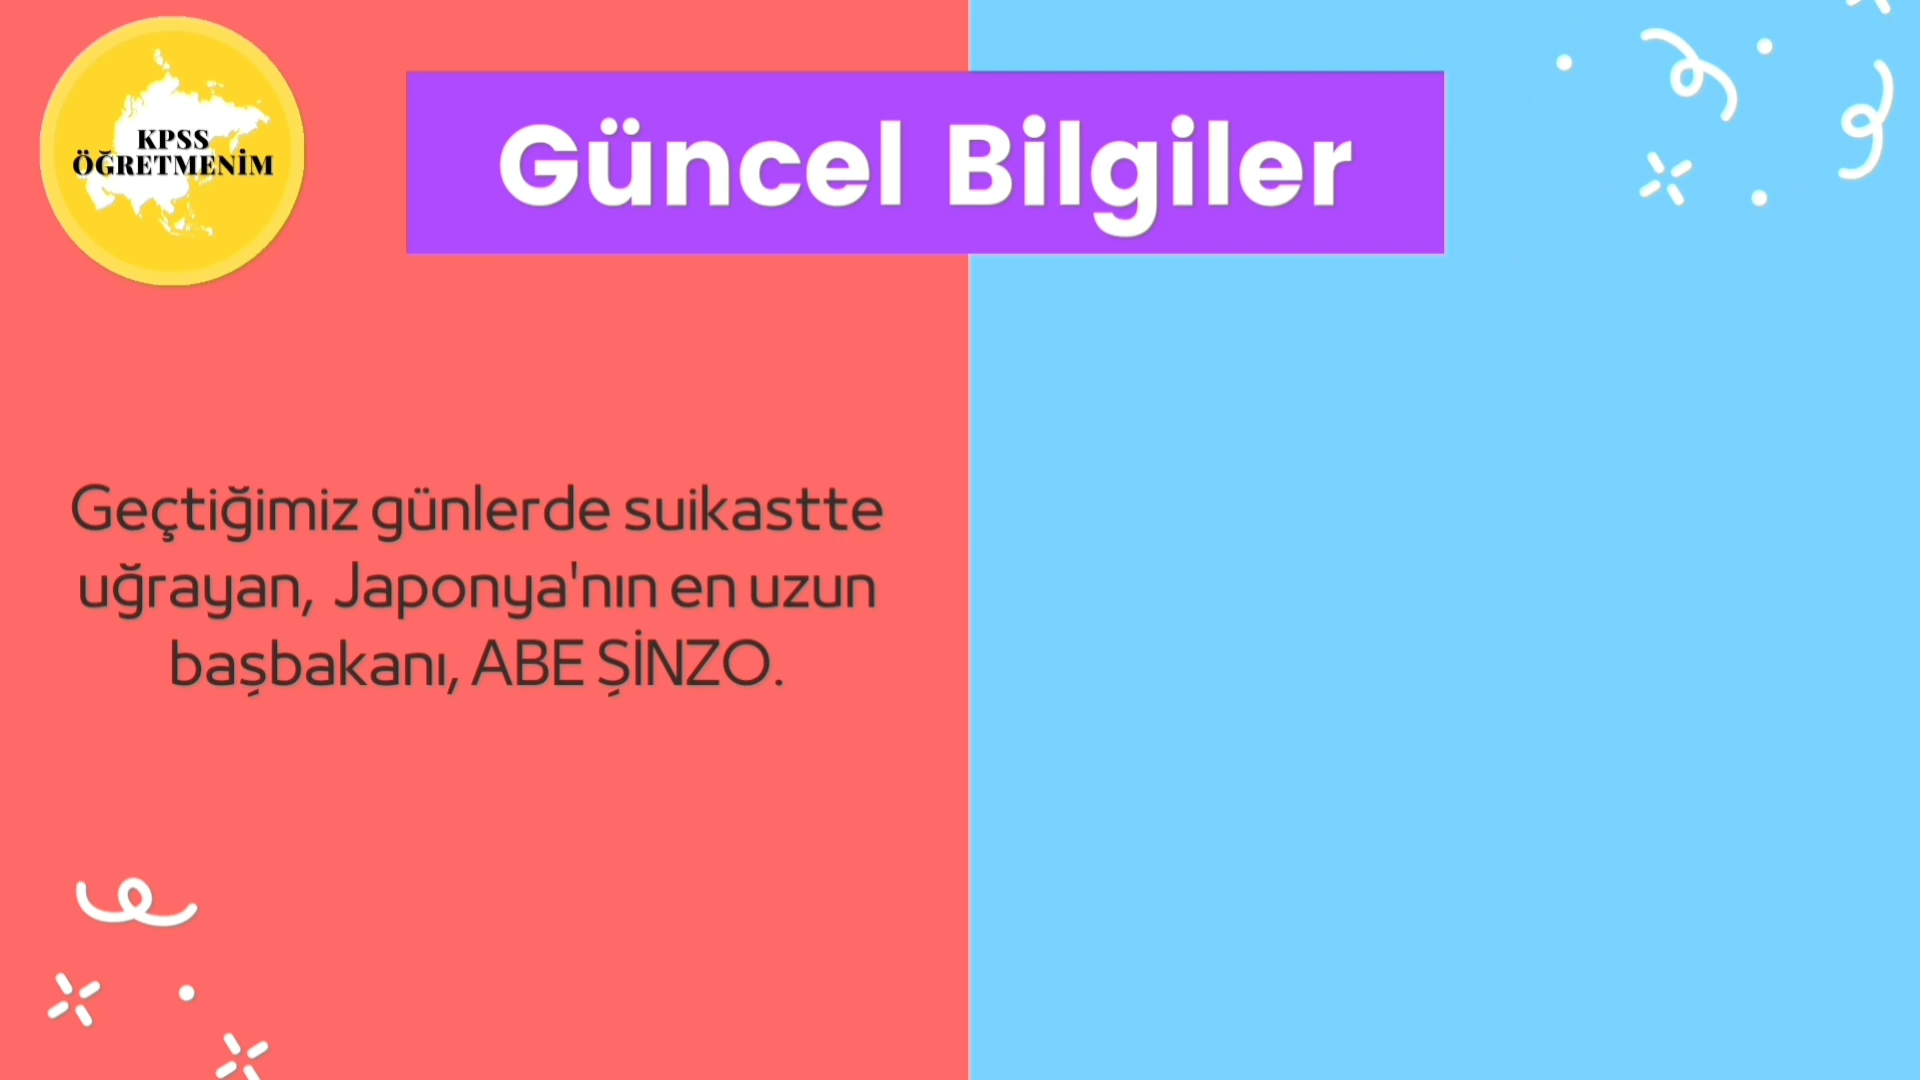 KPSS
ÖĞRETMENİM
Güncel Bilgiler
Geçtiğimiz günlerde suikastte
uğrayan, Japonya'nın en uzun
başbakanı, ABE ŞİNZO.